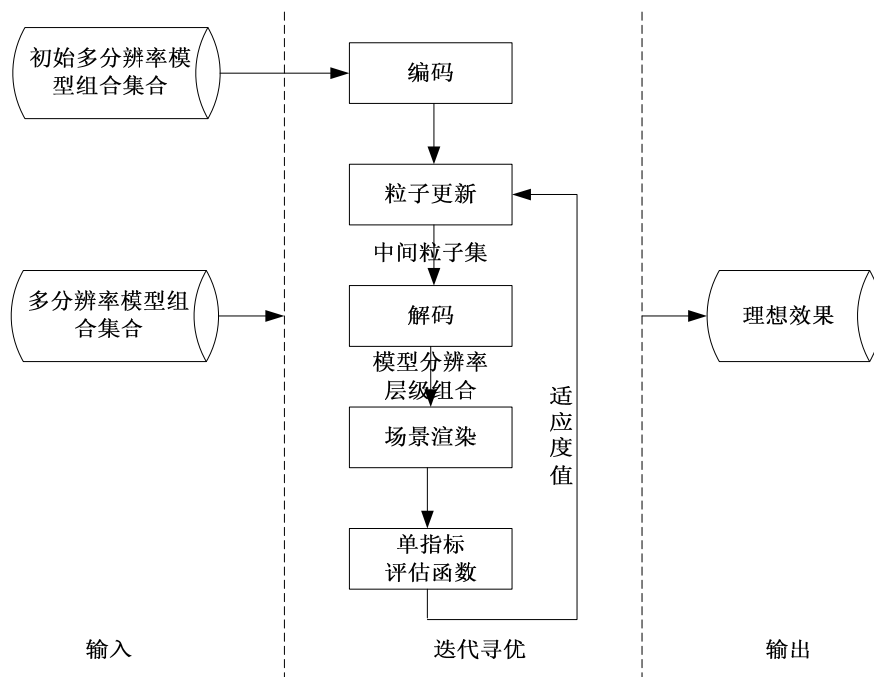 初始多分辨率模
型组合集合
编码
粒子更新
中间粒子集
多分辨率模型组
合集合
解码
理想效果
模型分辨率
层级组合
适应度值
场景渲染
单指标
评估函数
输入
迭代寻优
输出